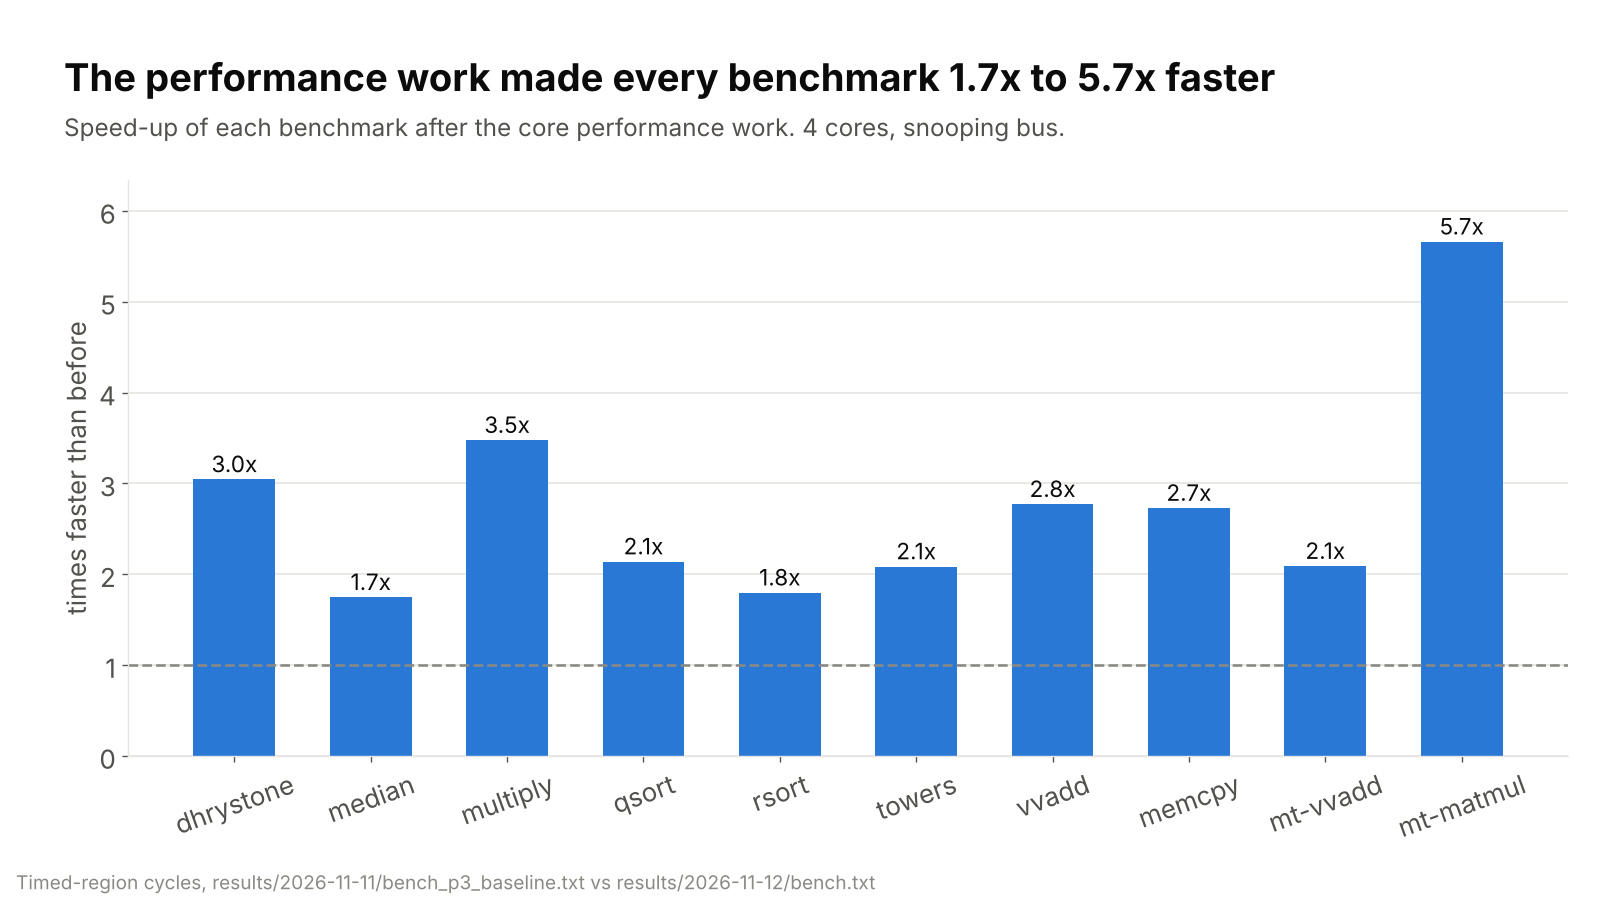 The performance work made every benchmark 1.7x to 5.7x faster
Speed-up of each benchmark after the core performance work. 4 cores, snooping bus.
times faster than before
6
5
4
3
2
1
0
3.0x
1.7x
3.5x
2.1x
1.8x
2.1x
2.8x
2.7x
2.1x
5.7x
dhrystone
median
multiply
qsort
rsort
towers
vvadd
memcpy
mt-vvadd
mt-matmul
Timed-region cycles, results/2026-11-11/bench_p3_baseline.txt vs results/2026-11-12/bench.txt